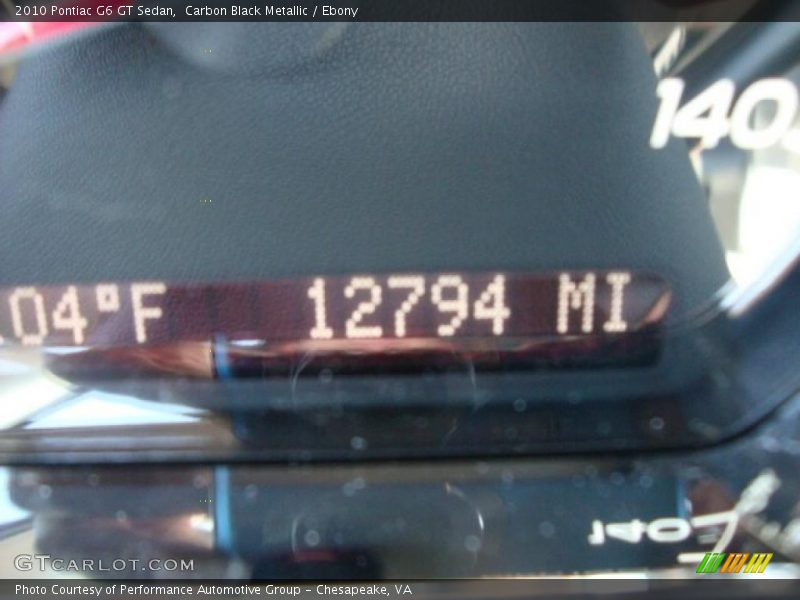 2010 Pontiac G6 GT Sedan,  Carbon Black Metallic / Ebony
140
04°F 12794 MI
140
GTCARLOT.COM
Photo Courtesy of Performance Automotive Group – Chesapeake, VA